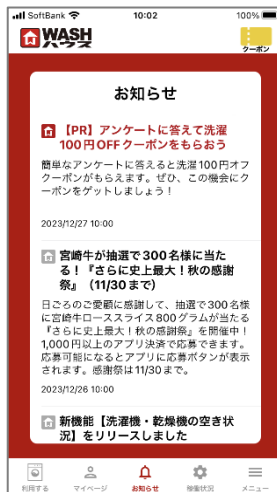 SoftBank 10:02 100%
WASH
ハウス
クーポン
お知らせ
【PR】アンケートに答えて洗濯
100円OFFクーポンをもらおう
簡単なアンケートに答えると洗濯100円オフ
クーポンがもらえます。ぜひ、この機会にク
ーポンをゲットしましょう！
2023/12/27 10:00
宮崎牛が抽選で300名様に当た
る！『さらに史上最大！秋の感謝
祭』（11/30まで）
日ごろのご愛顧に感謝して、抽選で300名様
に宮崎牛ローススライス800グラムが当たる
『さらに史上最大！秋の感謝祭』を開催中！
1,000円以上のアプリ決済で応募できます。
応募可能になるとアプリに応募ボタンが表示
されます。感謝祭は11/30まで。
2023/12/26 10:00
新機能【洗濯機・乾燥機の空き状
況】をリリースしました
利用する マイページ お知らせ 稼働状況 メニュー